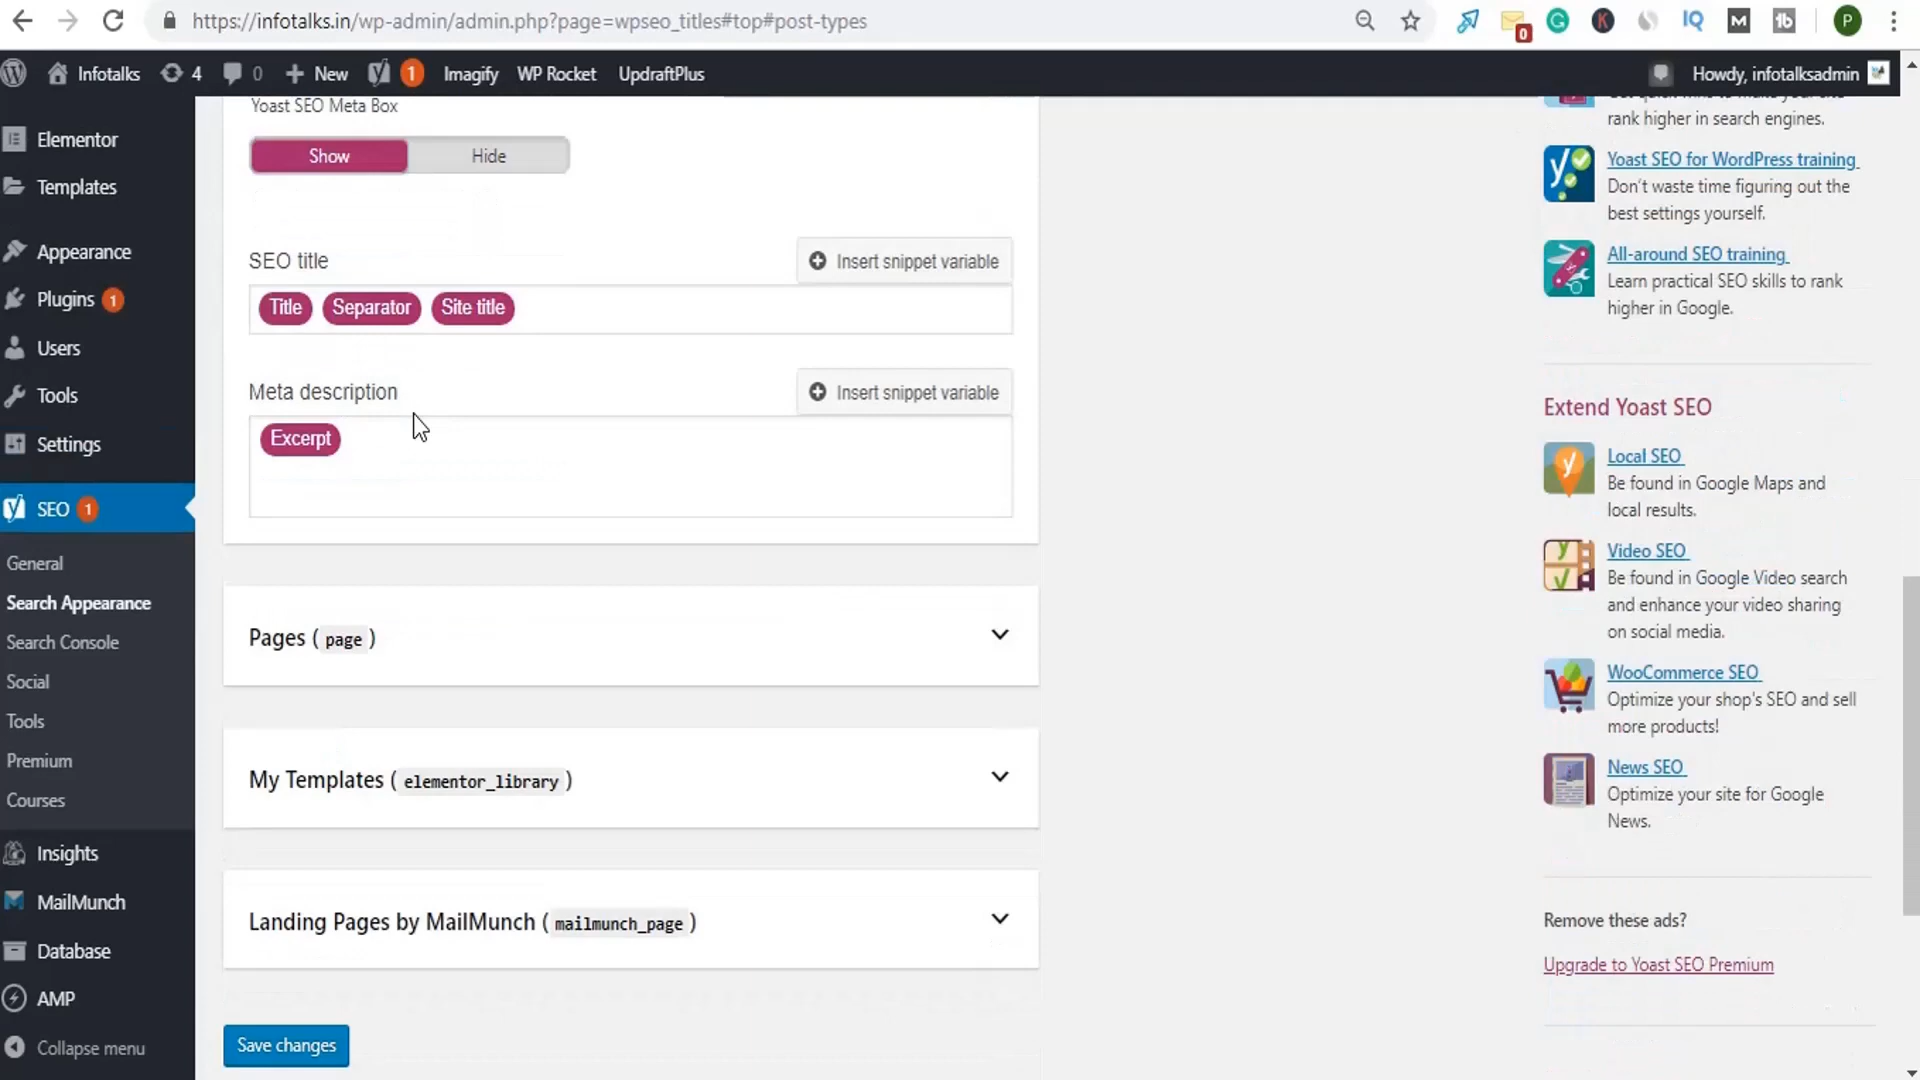 https://infotalks.in/wp-admin/admin.php?page=wpseo_titles#top#post-types
0
G
K
IQ
M
tb
P
Infotalks
4
0
New
1
Imagify
WP Rocket
UpdraftPlus
Howdy, infotalksadmin
Elementor
Templates
Appearance
Plugins 1
Users
Tools
Settings
SEO 1
General
Search Appearance
Search Console
Social
Tools
Premium
Courses
Insights
MailMunch
Database
AMP
Collapse menu
Yoast SEO Meta Box
Show
Hide
SEO title
Insert snippet variable
Title
Separator
Site title
Meta description
Insert snippet variable
Excerpt
Pages ( page )
My Templates ( elementor_library )
Landing Pages by MailMunch ( mailmunch_page )
Save changes
rank higher in search engines.
Yoast SEO for WordPress training
Don't waste time figuring out the
best settings yourself.
All-around SEO training
Learn practical SEO skills to rank
higher in Google.
Extend Yoast SEO
Local SEO
Be found in Google Maps and
local results.
Video SEO
Be found in Google Video search
and enhance your video sharing
on social media.
WooCommerce SEO
Optimize your shop's SEO and sell
more products!
News SEO
Optimize your site for Google
News.
Remove these ads?
Upgrade to Yoast SEO Premium